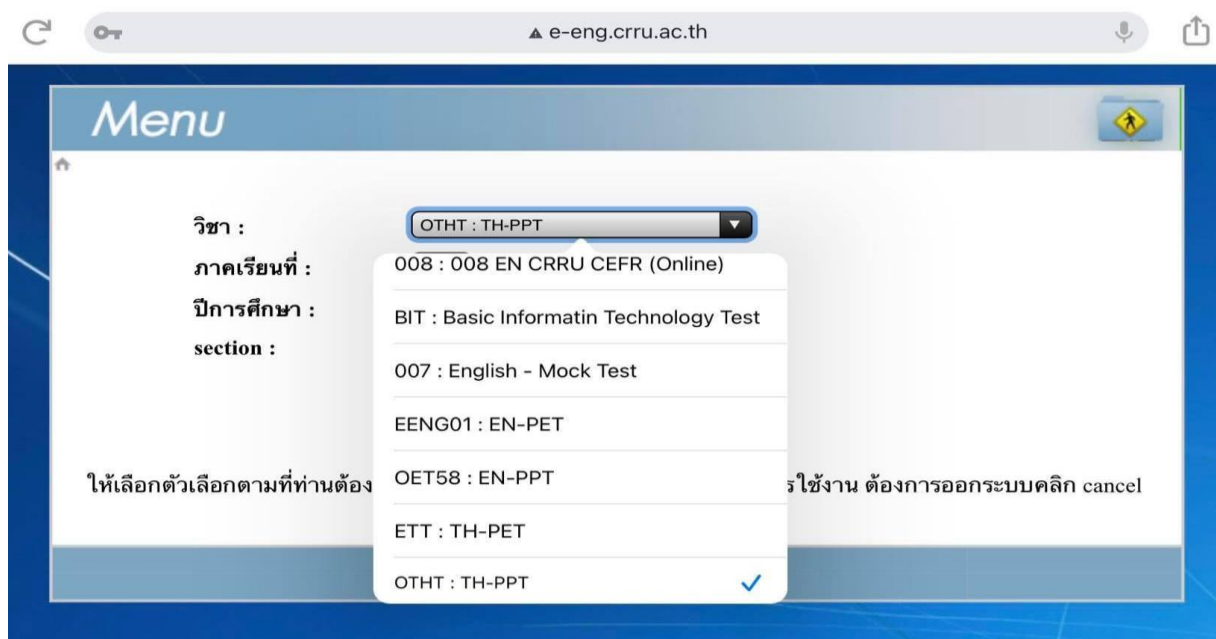 e-eng.crru.ac.th
Menu
วิชา :
OTHT : TH-PPT
ภาคเรียนที่ :
ปีการศึกษา :
section :
008 : 008 EN CRRU CEFR (Online)
BIT : Basic Informatin Technology Test
007 : English - Mock Test
EENG01 : EN-PET
OET58 : EN-PPT
ETT : TH-PET
OTHT : TH-PPT
ให้เลือกตัวเลือกตามที่ท่านต้อง รใช้งาน ต้องการออกระบบคลิก cancel